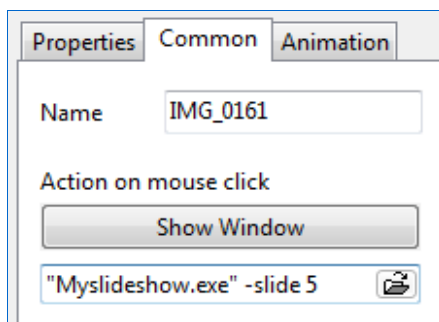 Properties Common Animation
Name IMG_0161
Action on mouse click
Show Window
"Myslideshow.exe" -slide 5